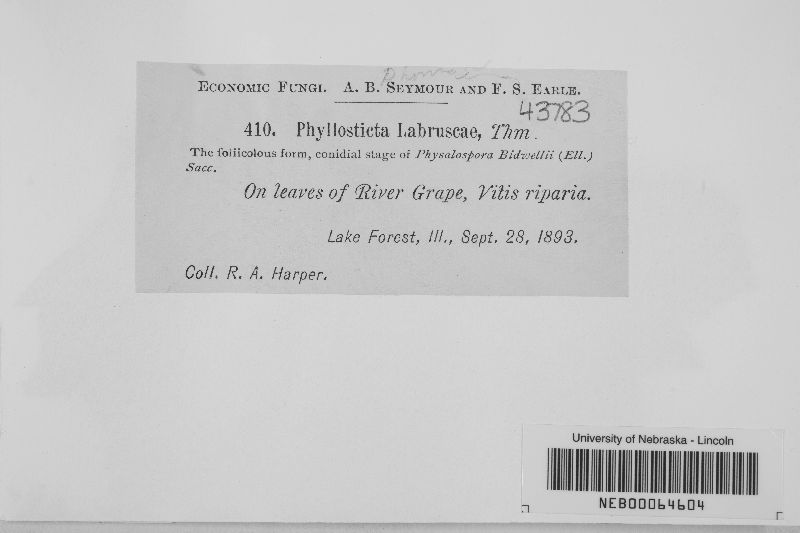 Economic Fungi. A. B. Seymour and F. S. Earle.
43783
410. Phyllosticta Labruscae, Thm.
The foliicolous form, conidial stage of Physalospora Bidwellii (Ell.)
Sacc.
On leaves of River Grape, Vitis riparia.
Lake Forest, Ill., Sept. 28, 1893.
Coll. R. A. Harper.
University of Nebraska - Lincoln
NEB00064604